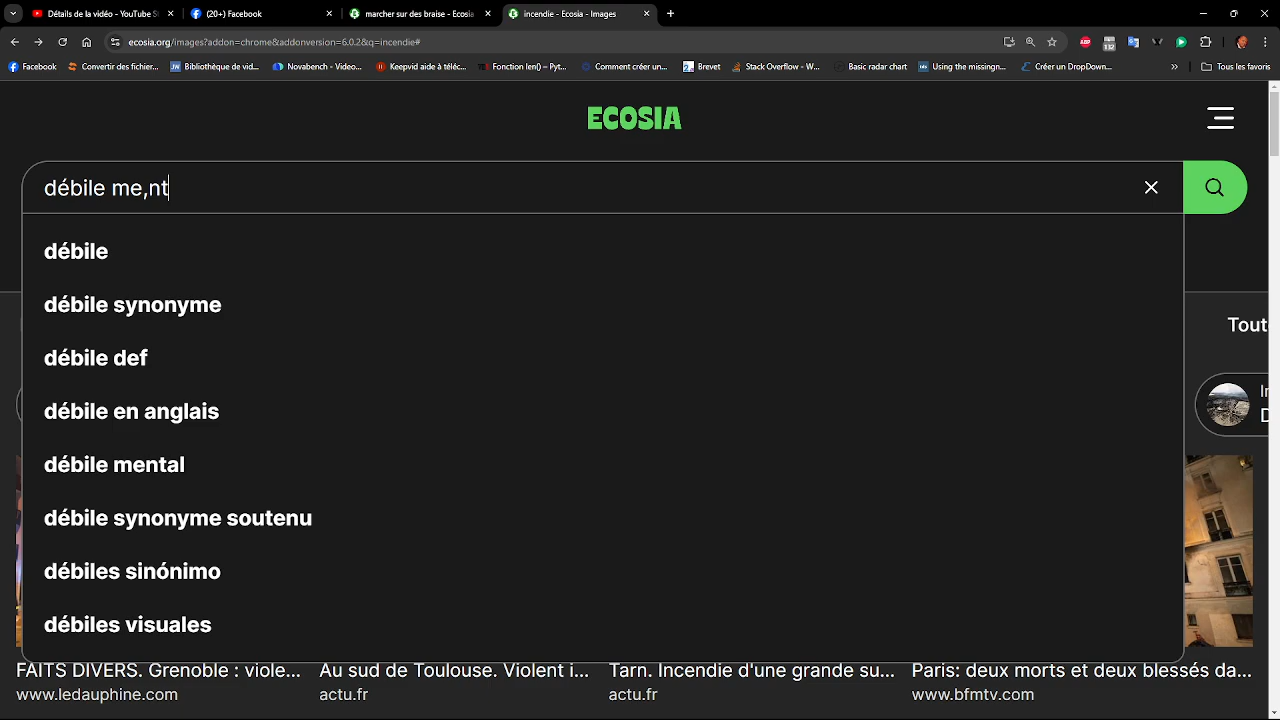 Détails de la vidéo - YouTube S
(20+) Facebook
marcher sur des braise - Ecosia
incendie - Ecosia - Images
ecosia.org/images?addon=chrome&addonversion=6.0.2&q=incendie#
Facebook
Convertir des fichier...
Bibliothèque de vid...
Novabench - Video...
Keepvid aide à téléc...
Fonction len() – Pyt...
Comment créer un...
Brevet
Stack Overflow - W...
Basic radar chart
Using the missingn...
Créer un DropDown...
Tous les favoris
ECOSIA
débile me,nt
débile
débile synonyme
débile def
débile en anglais
débile mental
débile synonyme soutenu
débiles sinónimo
débiles visuales
Tout
FAITS DIVERS. Grenoble : viole...
www.ledauphine.com
Au sud de Toulouse. Violent i...
actu.fr
Tarn. Incendie d'une grande su...
actu.fr
Paris: deux morts et deux blessés da...
www.bfmtv.com